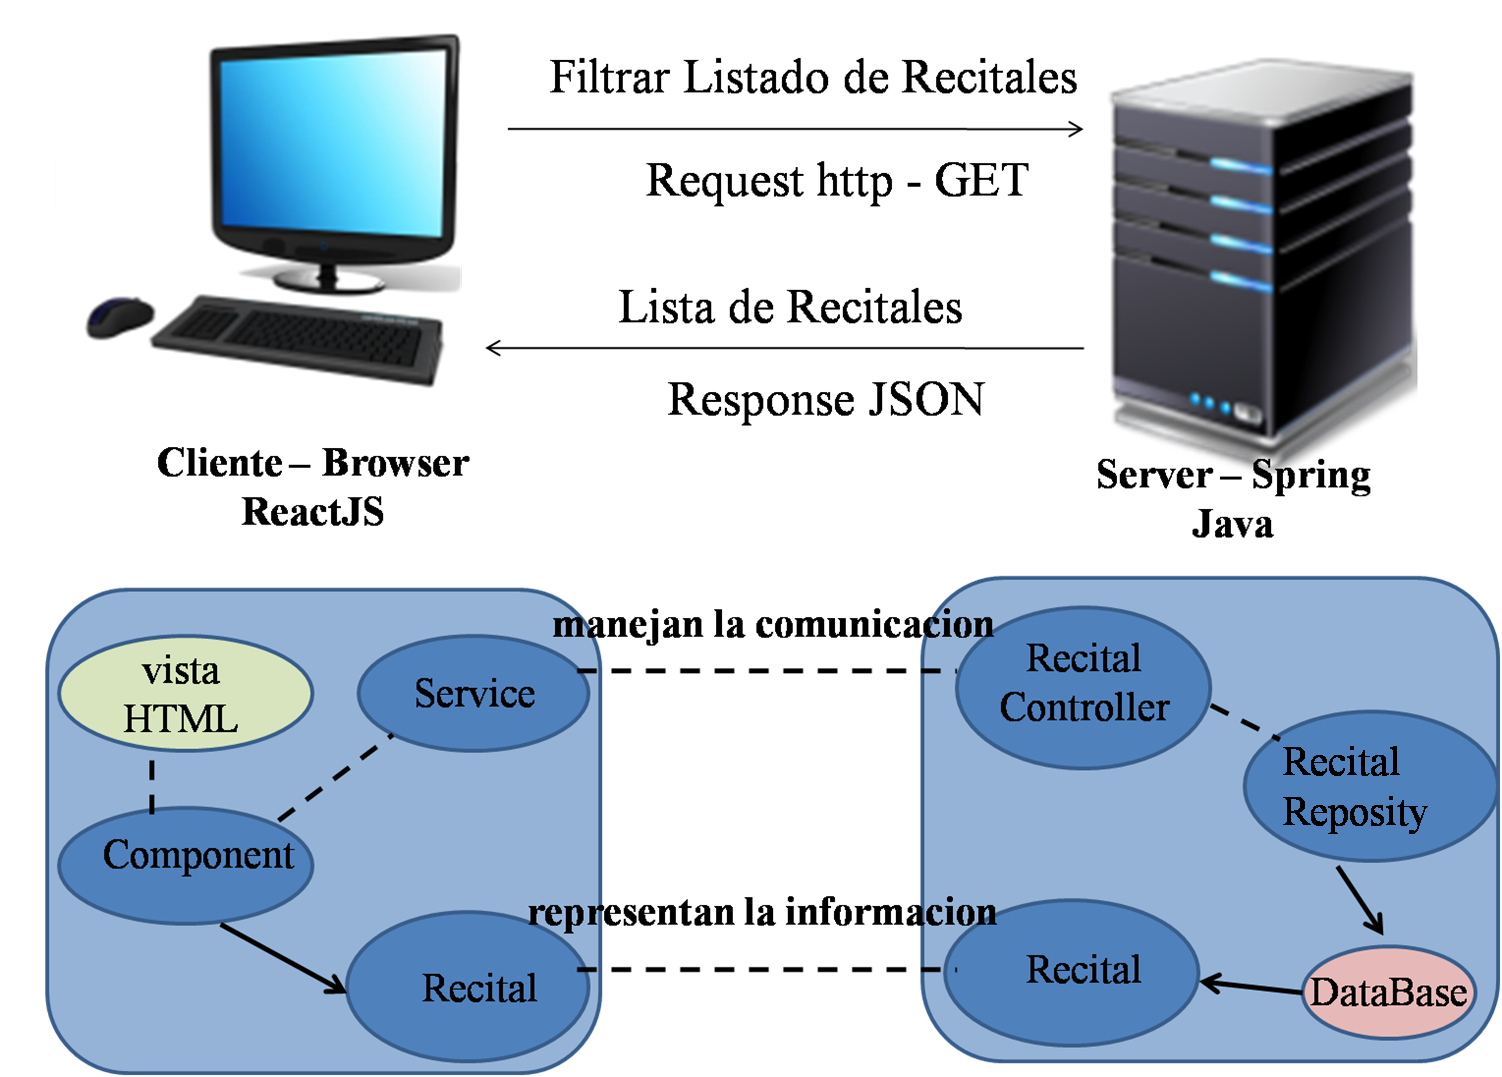 Filtrar Listado de Recitales
Request http - GET
Lista de Recitales
Response JSON
Cliente – Browser
ReactJS
Server – Spring
Java
manejan la comunicacion
vista
HTML
Service
Recital
Controller
Recital
Reposity
Component
representan la informacion
Recital
Recital
DataBase